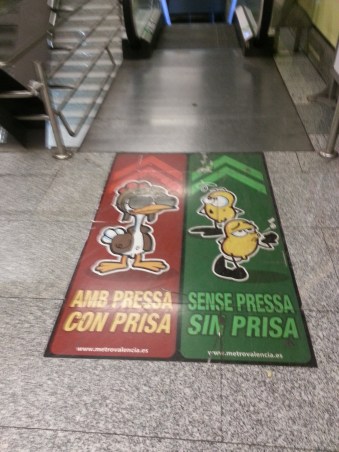 AMB PRESSA
CON PRISA
www.metrovalencia.es
SENSE PRESSA
SIN PRISA
www.metrovalencia.es